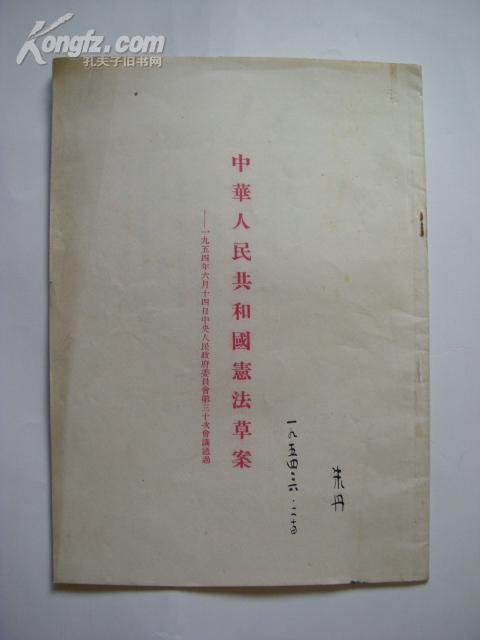 Kongfz.com
孔夫子旧书网
中華人民共和國憲法草案
——一九五四年六月十四日中央人民政府委員會第三十次會議通過
朱丹
一九五四·六·二十四